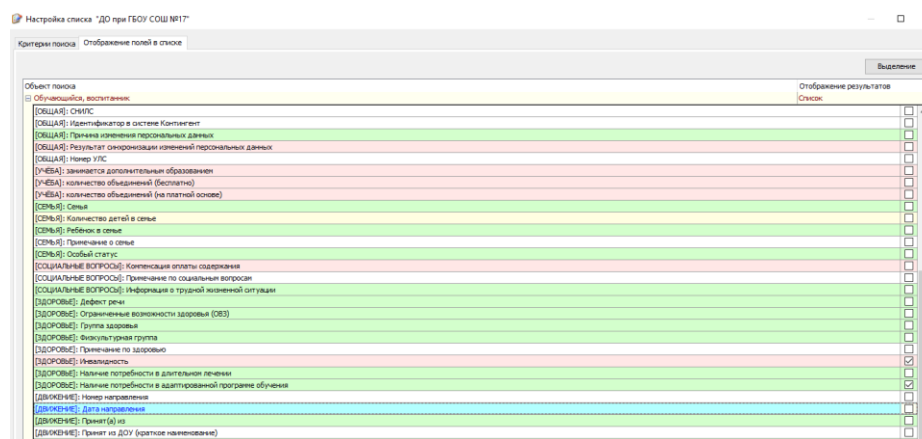 Настройка списка "ДО при ГБОУ СОШ №17"
Критерии поиска Отображение полей в списке
Выделение
Объект поиска Отображение результатов
Обучающийся, воспитанник Список
[ОБЩАЯ]: СНИЛС
[ОБЩАЯ]: Идентификатор в системе Контингент
[ОБЩАЯ]: Причина изменения персональных данных
[ОБЩАЯ]: Результат синхронизации изменений персональных данных
[ОБЩАЯ]: Номер УЛС
[УЧЁБА]: занимается дополнительным образованием
[УЧЁБА]: количество объединений (бесплатно)
[УЧЁБА]: количество объединений (на платной основе)
[СЕМЬЯ]: Семья
[СЕМЬЯ]: Количество детей в семье
[СЕМЬЯ]: Ребёнок в семье
[СЕМЬЯ]: Примечание о семье
[СЕМЬЯ]: Особый статус
[СОЦИАЛЬНЫЕ ВОПРОСЫ]: Компенсация оплаты содержания
[СОЦИАЛЬНЫЕ ВОПРОСЫ]: Примечание по социальным вопросам
[СОЦИАЛЬНЫЕ ВОПРОСЫ]: Информация о трудной жизненной ситуации
[ЗДОРОВЬЕ]: Дефект речи
[ЗДОРОВЬЕ]: Ограниченные возможности здоровья (ОВЗ)
[ЗДОРОВЬЕ]: Группа здоровья
[ЗДОРОВЬЕ]: Физкультурная группа
[ЗДОРОВЬЕ]: Примечание по здоровью
[ЗДОРОВЬЕ]: Инвалидность
[ЗДОРОВЬЕ]: Наличие потребности в длительном лечении
[ЗДОРОВЬЕ]: Наличие потребности в адаптированной программе обучения
[ДВИЖЕНИЕ]: Номер направления
[ДВИЖЕНИЕ]: Дата направления
[ДВИЖЕНИЕ]: Принят(а) из
[ДВИЖЕНИЕ]: Принят из ДОУ (краткое наименование)